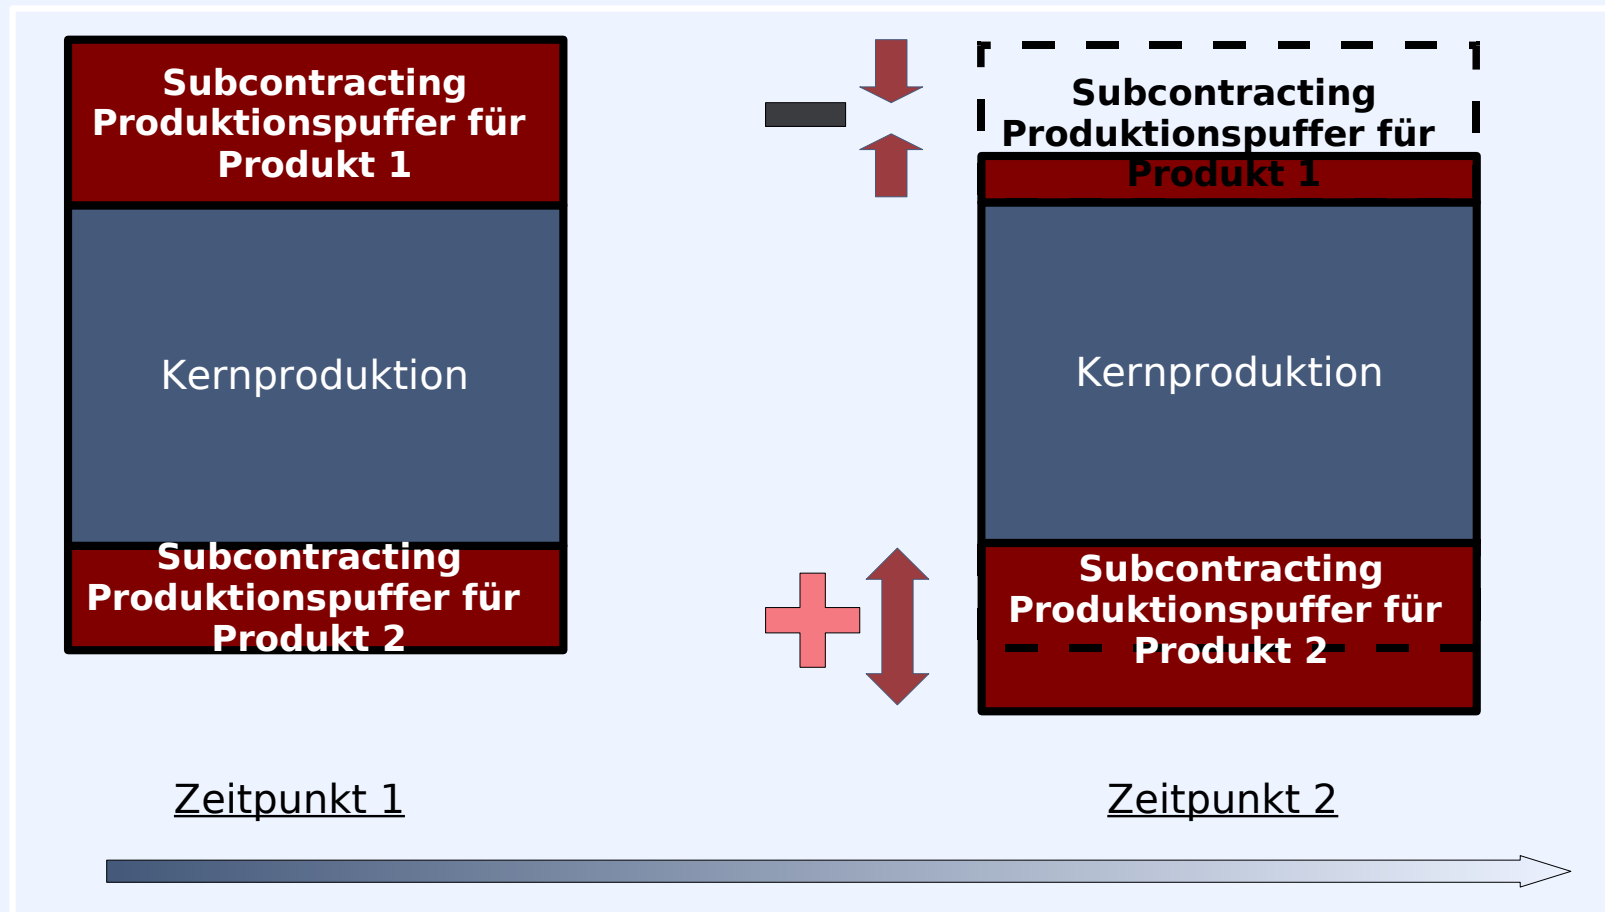 Subcontracting
Produktionspuffer für
Produkt 1
Kernproduktion
Subcontracting
Produktionspuffer für
Produkt 2
Subcontracting
Produktionspuffer für
Produkt 1
Kernproduktion
Subcontracting
Produktionspuffer für
Produkt 2
Zeitpunkt 1
Zeitpunkt 2